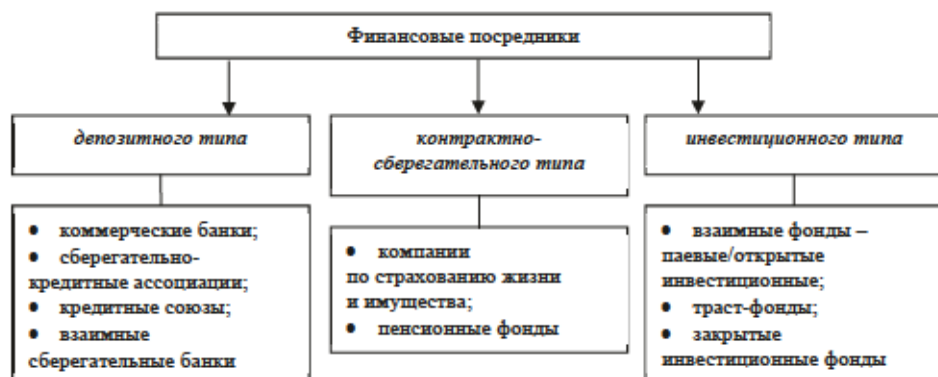 Финансовые посредники
депозитного типа
контрактно-
сберегательного типа
инвестиционного типа
● коммерческие банки;
● сберегательно-
кредитные ассоциации;
● кредитные союзы;
● взаимные
сберегательные банки
● компании
по страхованию жизни
и имущества;
● пенсионные фонды
● взаимные фонды –
паевые/открытые
инвестиционные;
● траст-фонды;
● закрытые
инвестиционные фонды